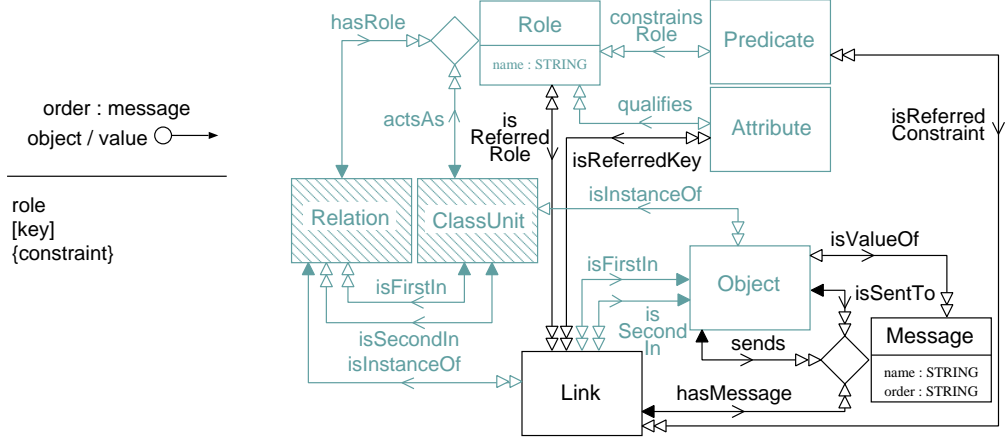 order : message
object / value
role
[key]
{constraint}
hasRole
Role
name : STRING
constrains
Role
Predicate
actsAs
is
Referred
Role
qualifies
Attribute
isReferredKey
isReferred
Constraint
Relation
ClassUnit
isInstanceOf
isFirstIn
isSecondIn
isInstanceOf
isFirstIn
is
Second
In
Object
isValueOf
isSentTo
sends
Message
name : STRING
order : STRING
Link
hasMessage